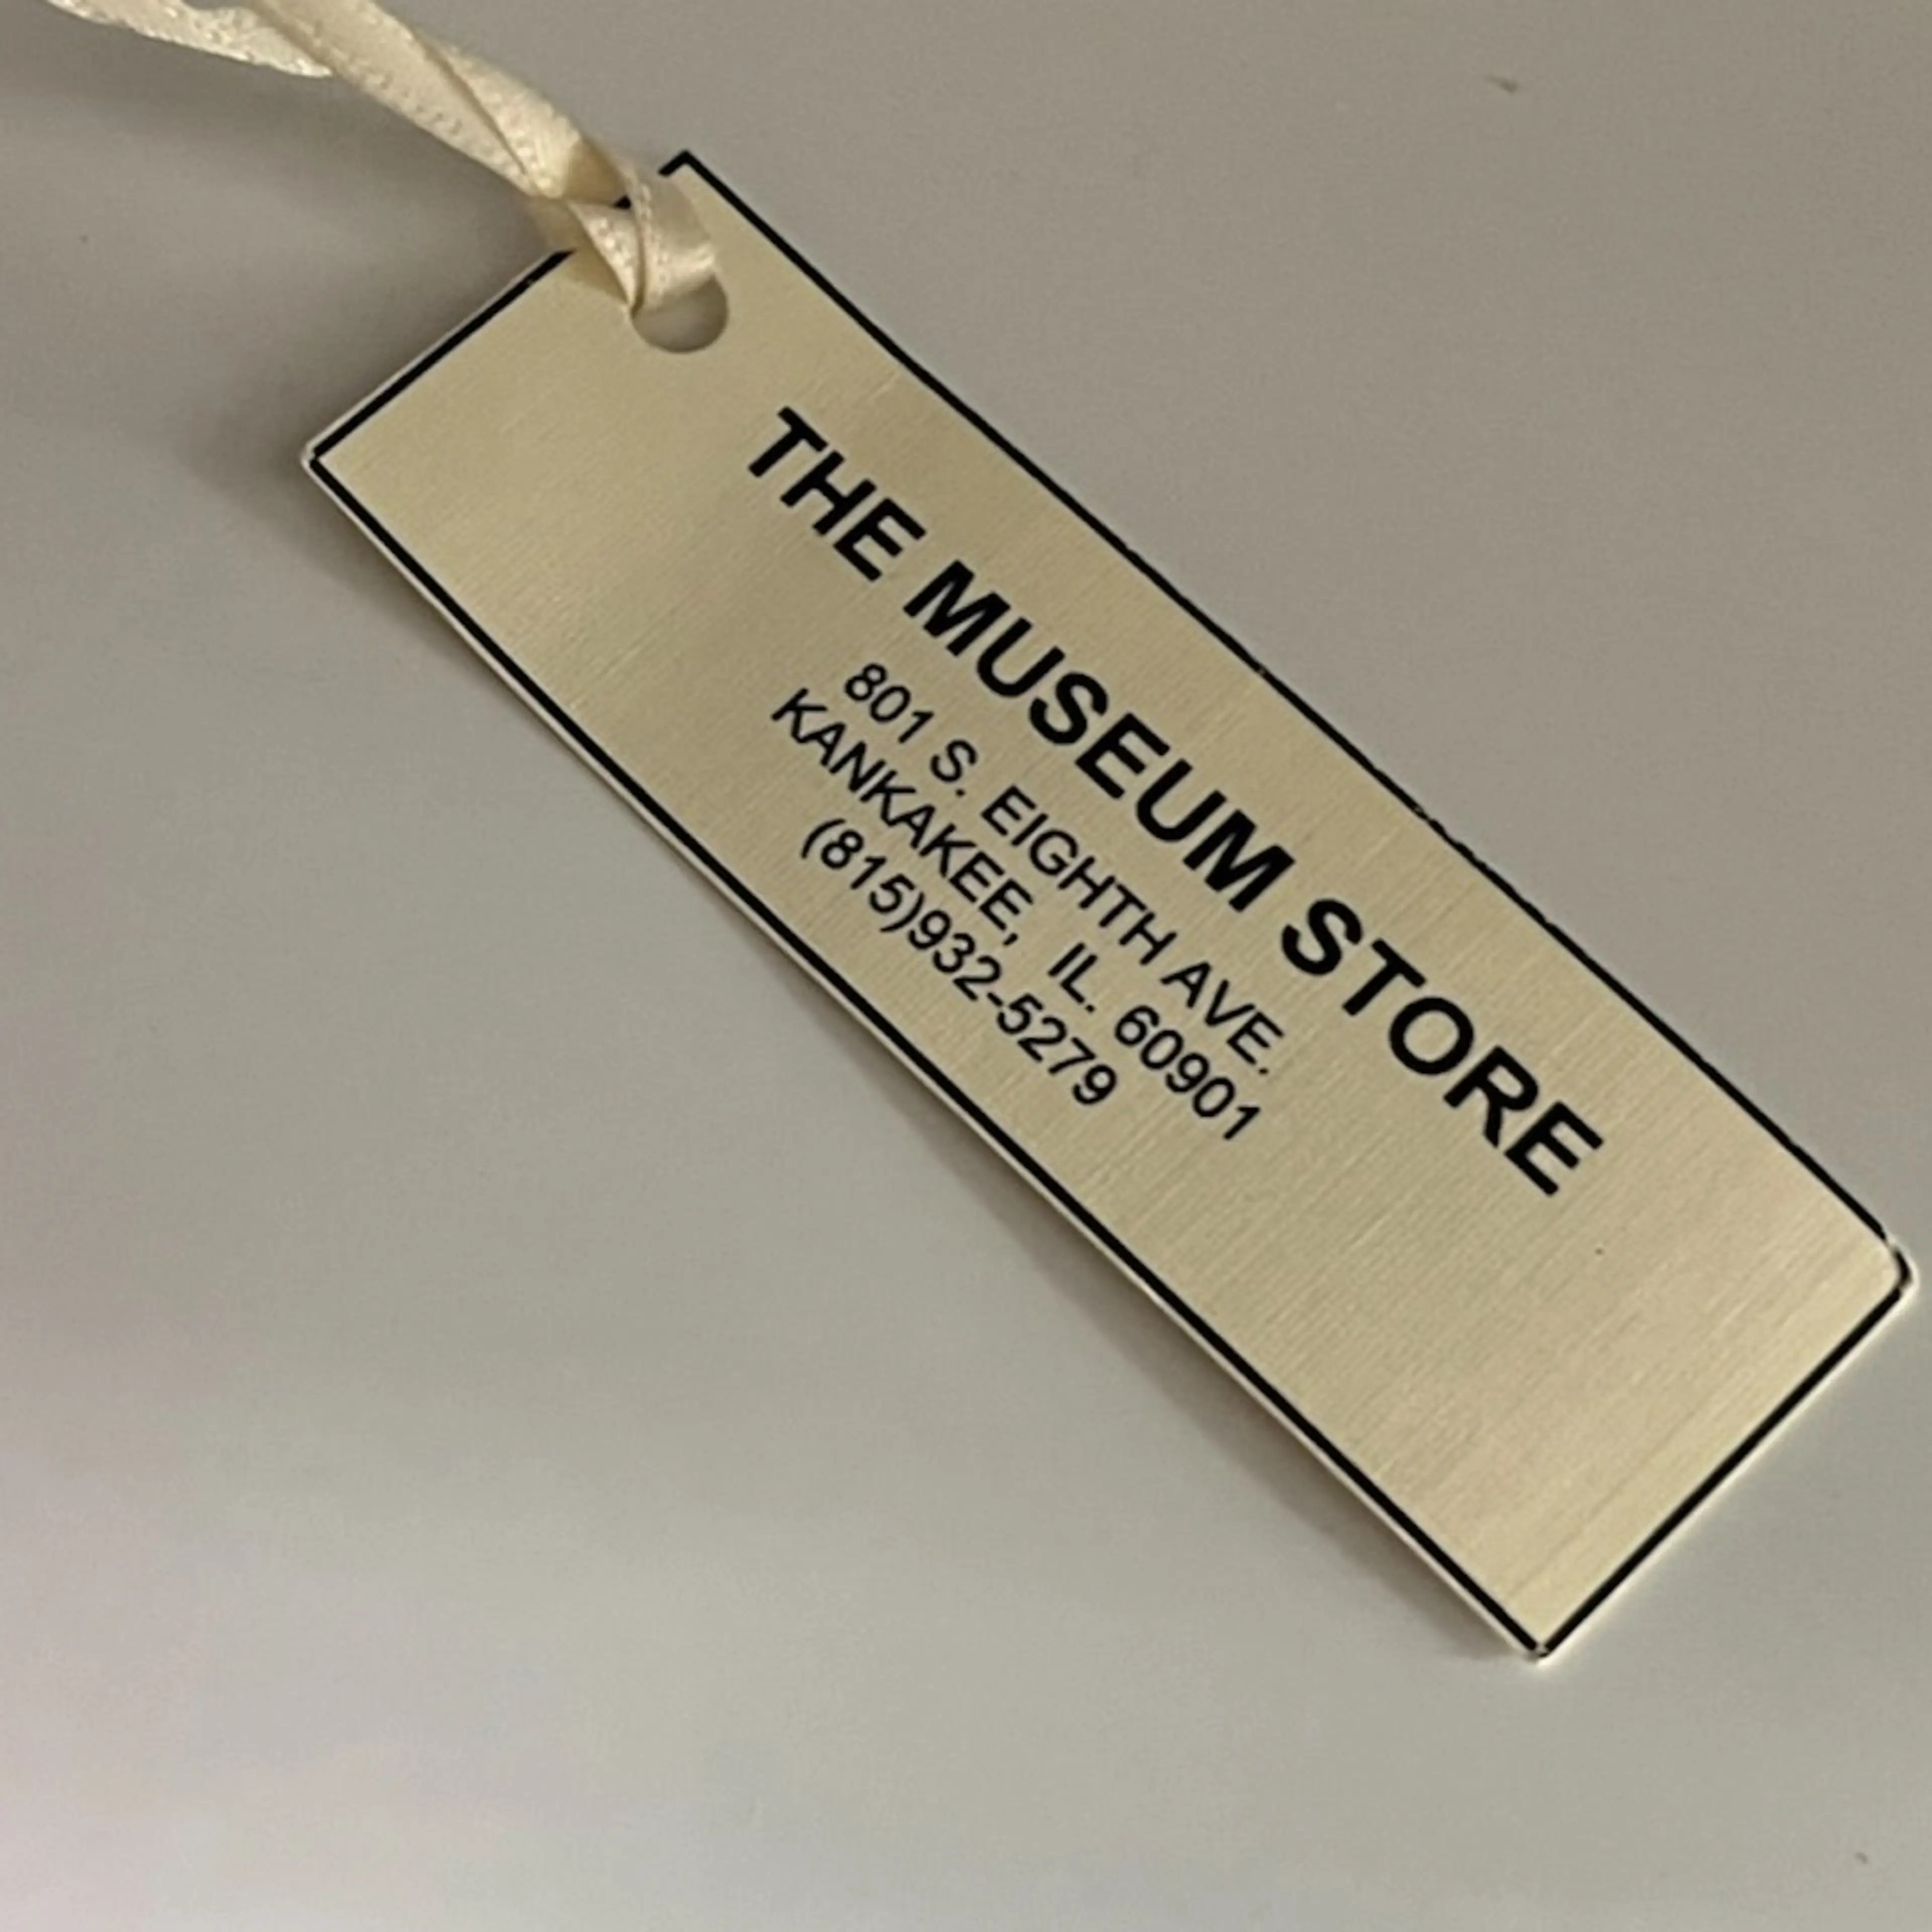 THE MUSEUM STORE
801 S. EIGHTH AVE.
KANKAKEE, IL. 60901
(815)932-5279